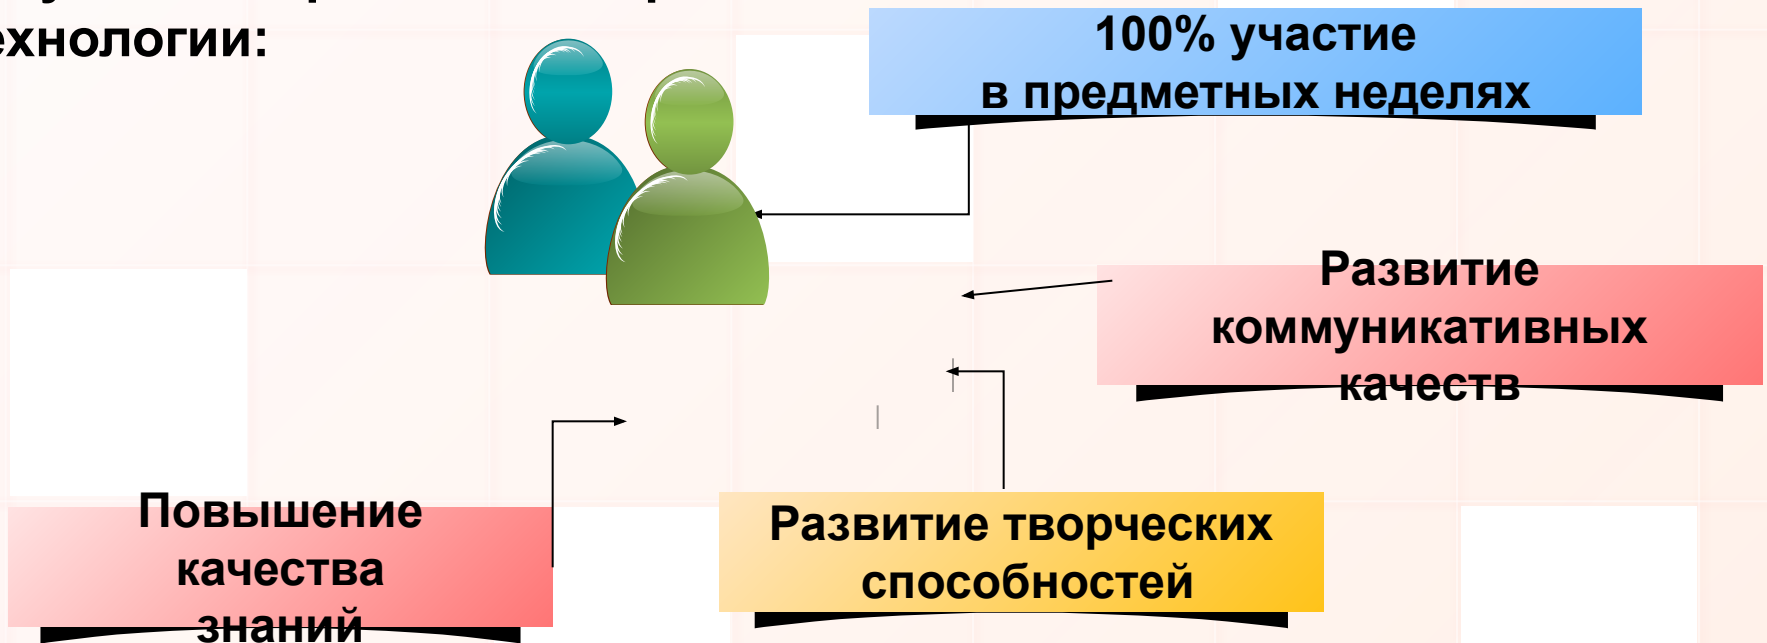 ехнологии:
100% участие
в предметных неделях
Развитие
коммуникативных
качеств
Повышение
качества
знаний
Развитие творческих
способностей